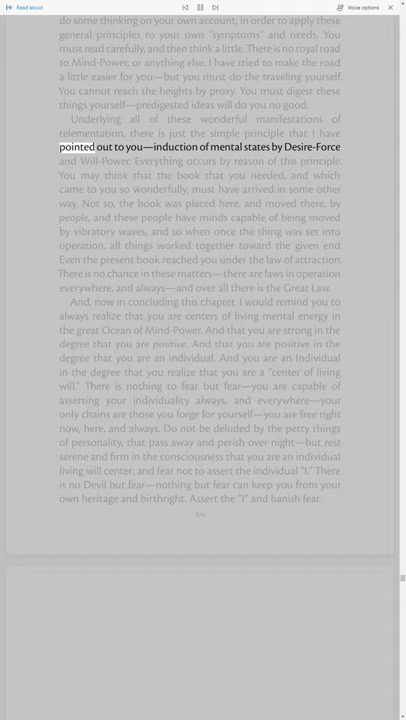 Read aloud
Voice options
do some thinking on your own account, in order to apply these
general principles to your own "symptoms" and needs. You
must read carefully, and then think a little. There is no royal road
to Mind-Power, or anything else. I have tried to make the road
a little easier for you—but you must do the traveling yourself.
You cannot reach the heights by proxy. You must digest these
things yourself—predigested ideas will do you no good.
Underlying all of these wonderful manifestations of
telementation, there is just the simple principle that I have
pointed out to you—induction of mental states by Desire-Force
and Will-Power. Everything occurs by reason of this principle.
You may think that the book that you needed, and which
came to you so wonderfully, must have arrived in some other
way. Not so, the book was placed here, and moved there, by
people, and these people have minds capable of being moved
by vibratory waves, and so when once the thing was set into
operation, all things worked together toward the given end.
Even the present book reached you under the law of attraction.
There is no chance in these matters—there are laws in operation
everywhere, and always—and over all there is the Great Law.
And, now in concluding this chapter, I would remind you to
always realize that you are centers of living mental energy in
the great Ocean of Mind-Power. And that you are strong in the
degree that you are positive. And that you are positive in the
degree that you are an individual. And you are an Individual
in the degree that you realize that you are a "center of living
will." There is nothing to fear but fear—you are capable of
asserting your individuality always, and everywhere—your
only chains are those you forge for yourself—you are free right
now, here, and always. Do not be deluded by the petty things
of personality, that pass away and perish over-night—but rest
serene and firm in the consciousness that you are an individual
living will center; and fear not to assert the individual "I." There
is no Devil but fear—nothing but fear can keep you from your
own heritage and birthright. Assert the "I" and banish fear.